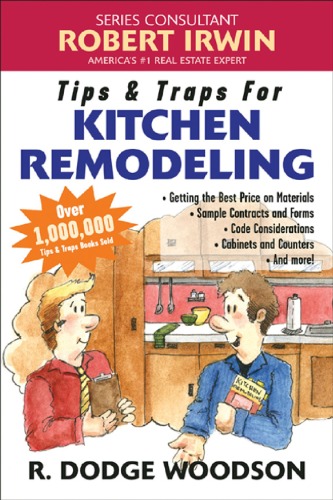 SERIES CONSULTANT
ROBERT IRWIN
AMERICA'S #1 REAL ESTATE EXPERT
Tips & Traps For
KITCHEN
REMODELING
• Getting the Best Price on Materials
• Sample Contracts and Forms
• Code Considerations
• Cabinets and Counters
• And more!
Over
1,000,000
Tips & Traps Books Sold
KITCHEN
REMODELING
R. DODGE WOODSON